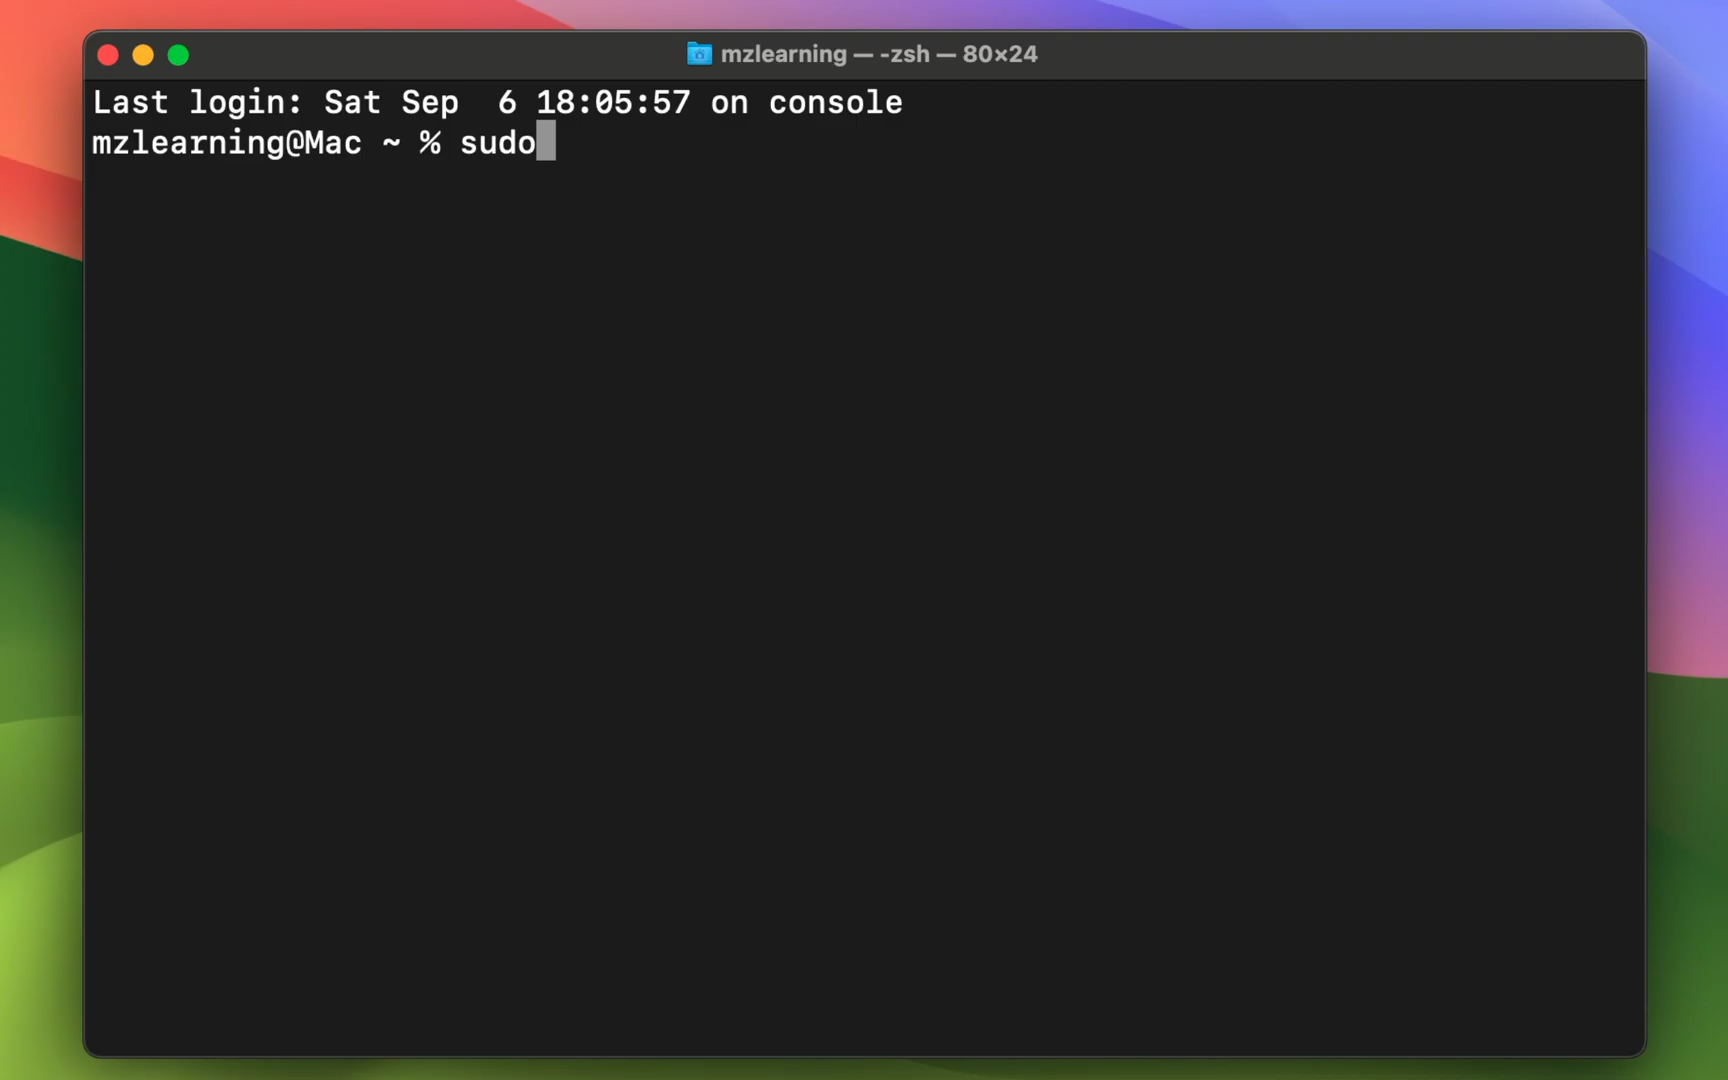 mzlearning — -zsh — 80×24
Last login: Sat Sep  6 18:05:57 on console
mzlearning@Mac ~ % sudo